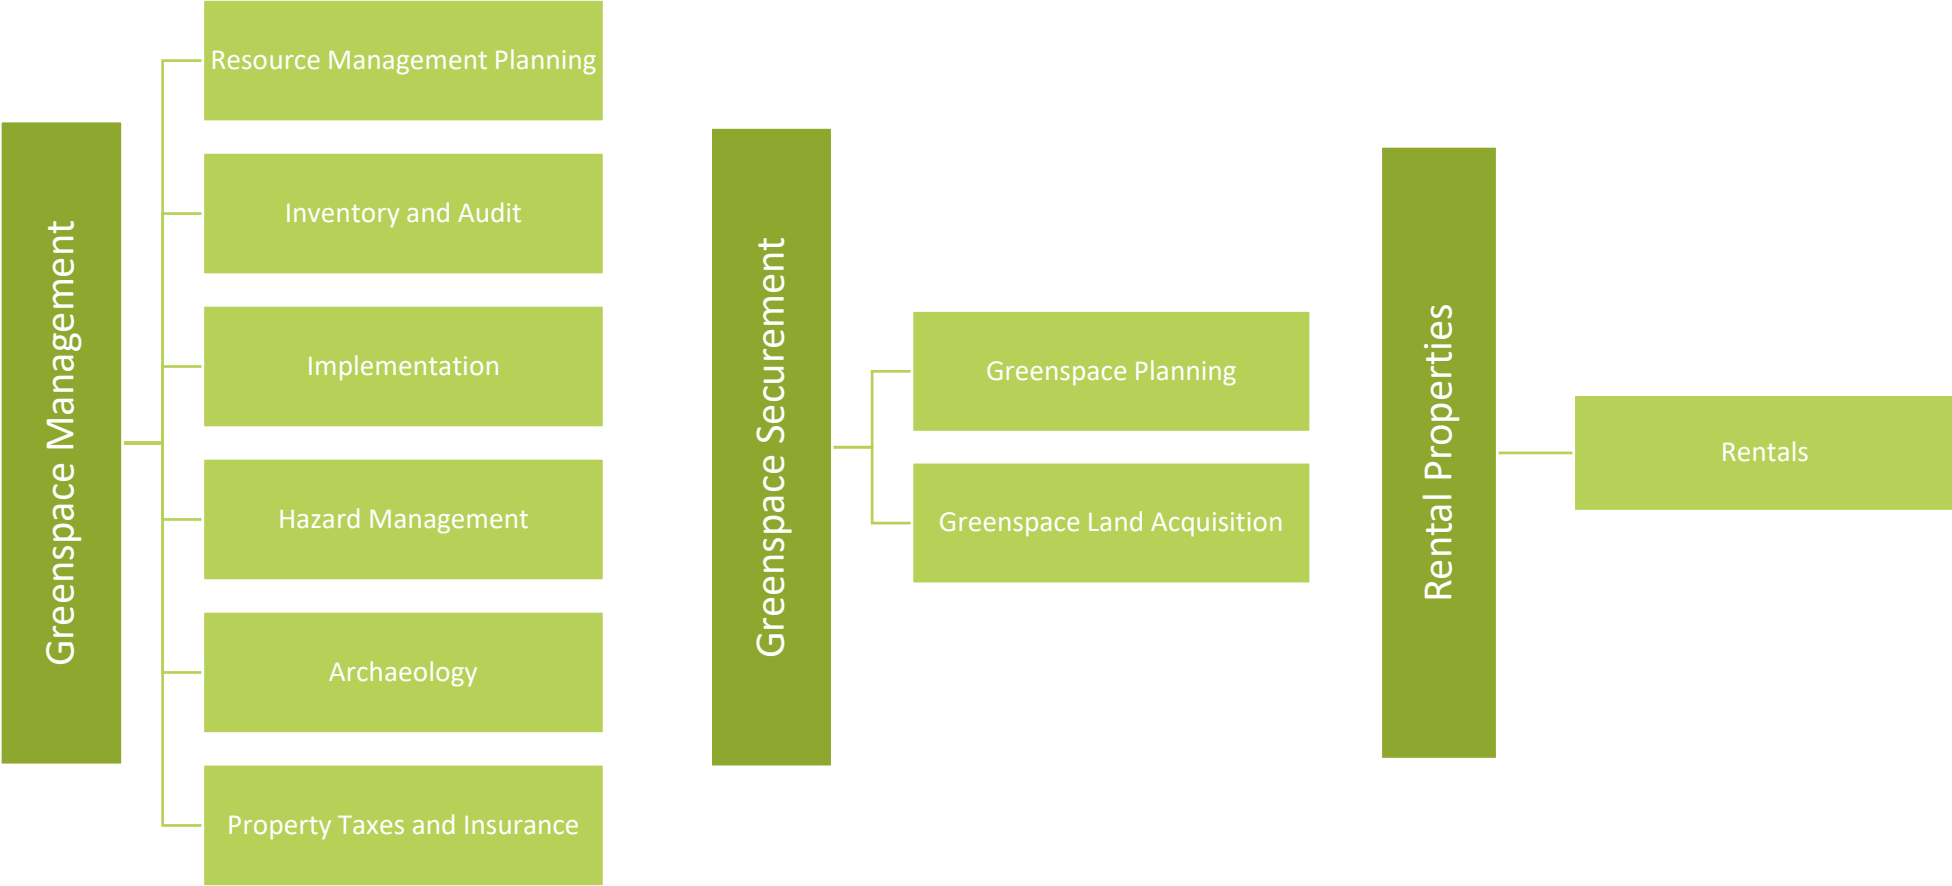 Greenspace Management
Resource Management Planning
Inventory and Audit
Implementation
Hazard Management
Archaeology
Property Taxes and Insurance
Greenspace Securement
Greenspace Planning
Greenspace Land Acquisition
Rental Properties
Rentals